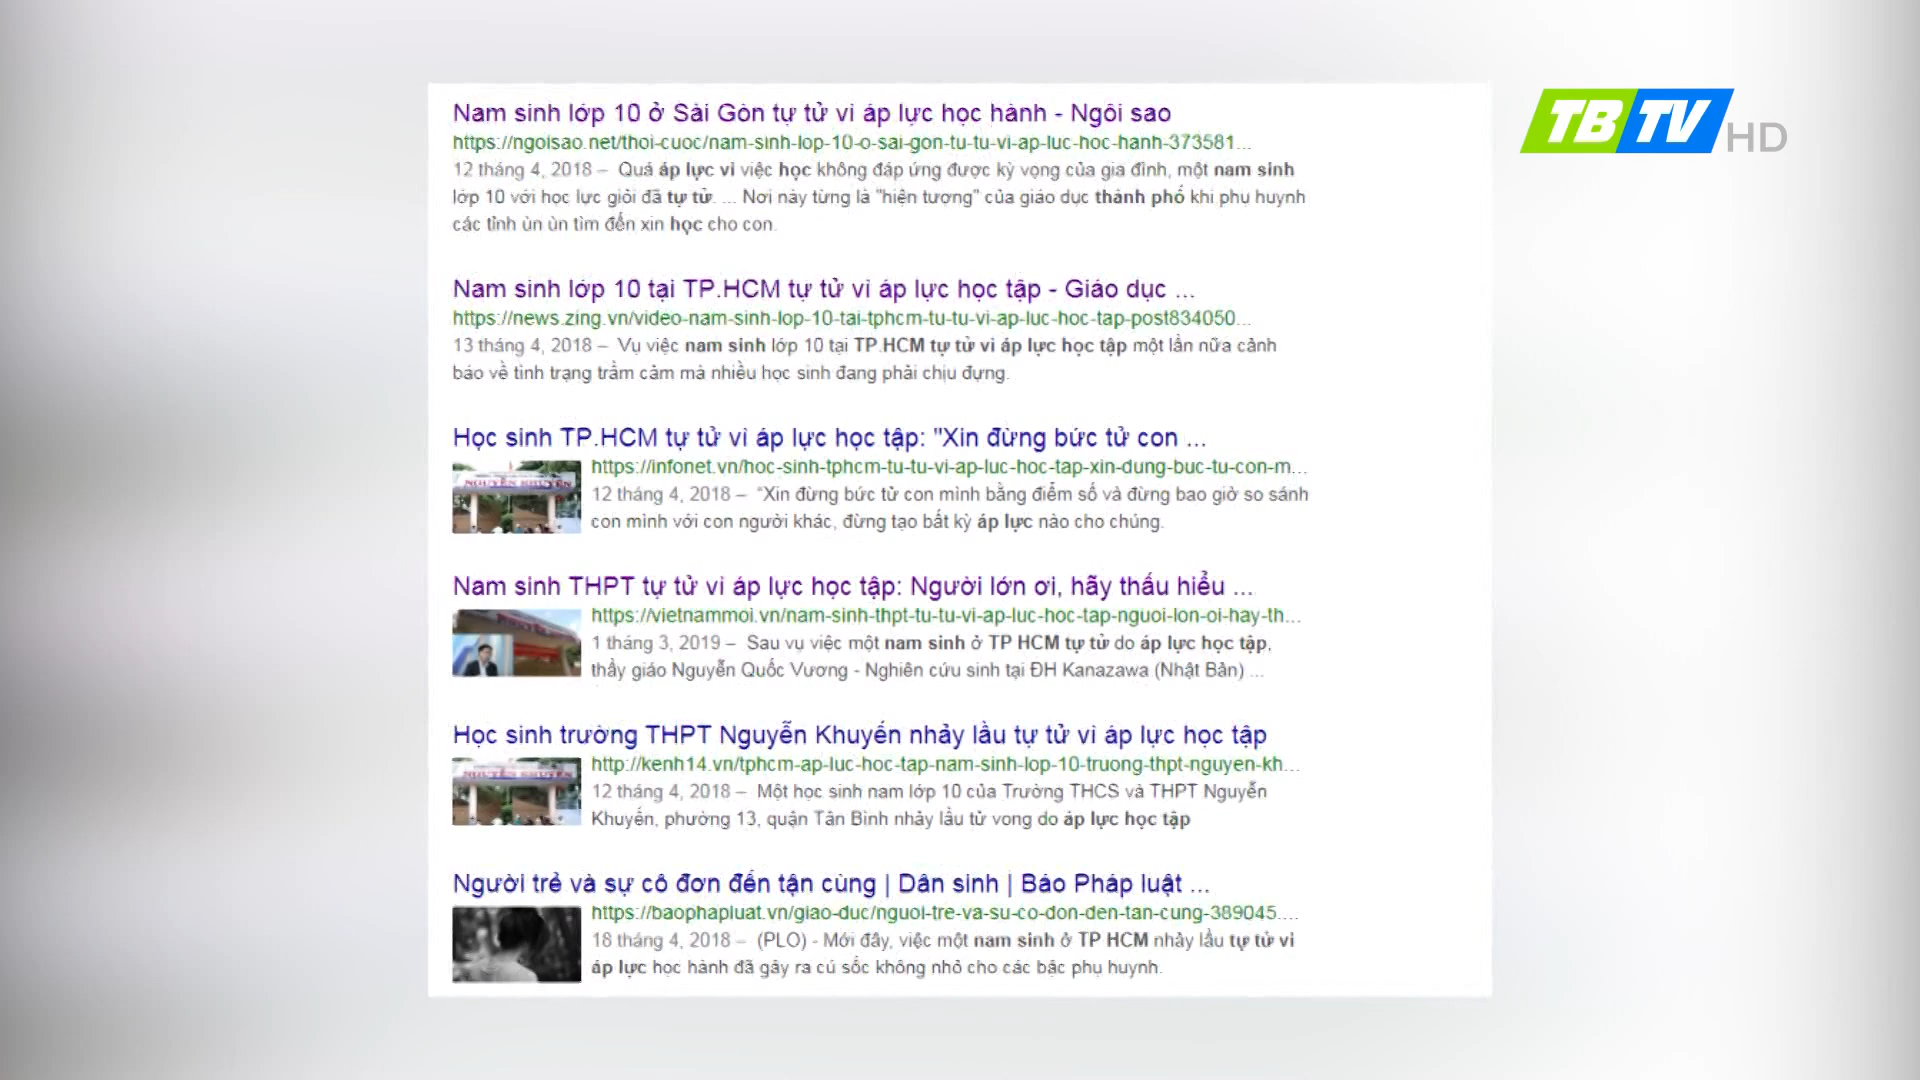 TBTV HD
Nam sinh lớp 10 ở Sài Gòn tự tử vì áp lực học hành - Ngôi sao
https://ngoisao.net/thoi-cuoc/nam-sinh-lop-10-o-sai-gon-tu-tu-vi-ap-luc-hoc-hanh-373581...
12 tháng 4, 2018 – Quá áp lực vì việc học không đáp ứng được kỳ vọng của gia đình, một nam sinh
lớp 10 với học lực giỏi đã tự tử. ... Nơi này từng là "hiện tượng" của giáo dục thành phố khi phụ huynh
các tỉnh ùn ùn tìm đến xin học cho con.
Nam sinh lớp 10 tại TP.HCM tự tử vì áp lực học tập - Giáo dục ...
https://news.zing.vn/video-nam-sinh-lop-10-tai-tphcm-tu-tu-vi-ap-luc-hoc-tap-post834050...
13 tháng 4, 2018 – Vụ việc nam sinh lớp 10 tại TP.HCM tự tử vì áp lực học tập một lần nữa cảnh
báo về tình trạng trầm cảm mà nhiều học sinh đang phải chịu đựng.
Học sinh TP.HCM tự tử vì áp lực học tập: "Xin đừng bức tử con ...
https://infonet.vn/hoc-sinh-tphcm-tu-tu-vi-ap-luc-hoc-tap-xin-dung-buc-tu-con-m...
NGUYỄN KHUYẾN
12 tháng 4, 2018 – “Xin đừng bức tử con mình bằng điểm số và đừng bao giờ so sánh
con mình với con người khác, đừng tạo bất kỳ áp lực nào cho chúng.
Nam sinh THPT tự tử vì áp lực học tập: Người lớn ơi, hãy thấu hiểu ...
https://vietnammoi.vn/nam-sinh-thpt-tu-tu-vi-ap-luc-hoc-tap-nguoi-lon-oi-hay-th...
1 tháng 3, 2019 – Sau vụ việc một nam sinh ở TP HCM tự tử do áp lực học tập,
thầy giáo Nguyễn Quốc Vương - Nghiên cứu sinh tại ĐH Kanazawa (Nhật Bản) ...
Học sinh trường THPT Nguyễn Khuyến nhảy lầu tự tử vì áp lực học tập
http://kenh14.vn/tphcm-ap-luc-hoc-tap-nam-sinh-lop-10-truong-thpt-nguyen-kh...
NGUYỄN KHUYẾN
12 tháng 4, 2018 – Một học sinh nam lớp 10 của Trường THCS và THPT Nguyễn
Khuyến, phường 13, quận Tân Bình nhảy lầu tử vong do áp lực học tập
Người trẻ và sự cô đơn đến tận cùng | Dân sinh | Báo Pháp luật ...
https://baophapluat.vn/giao-duc/nguoi-tre-va-su-co-don-den-tan-cung-389045....
18 tháng 4, 2018 – (PLO) - Mới đây, việc một nam sinh ở TP HCM nhảy lầu tự tử vì
áp lực học hành đã gây ra cú sốc không nhỏ cho các bậc phụ huynh.